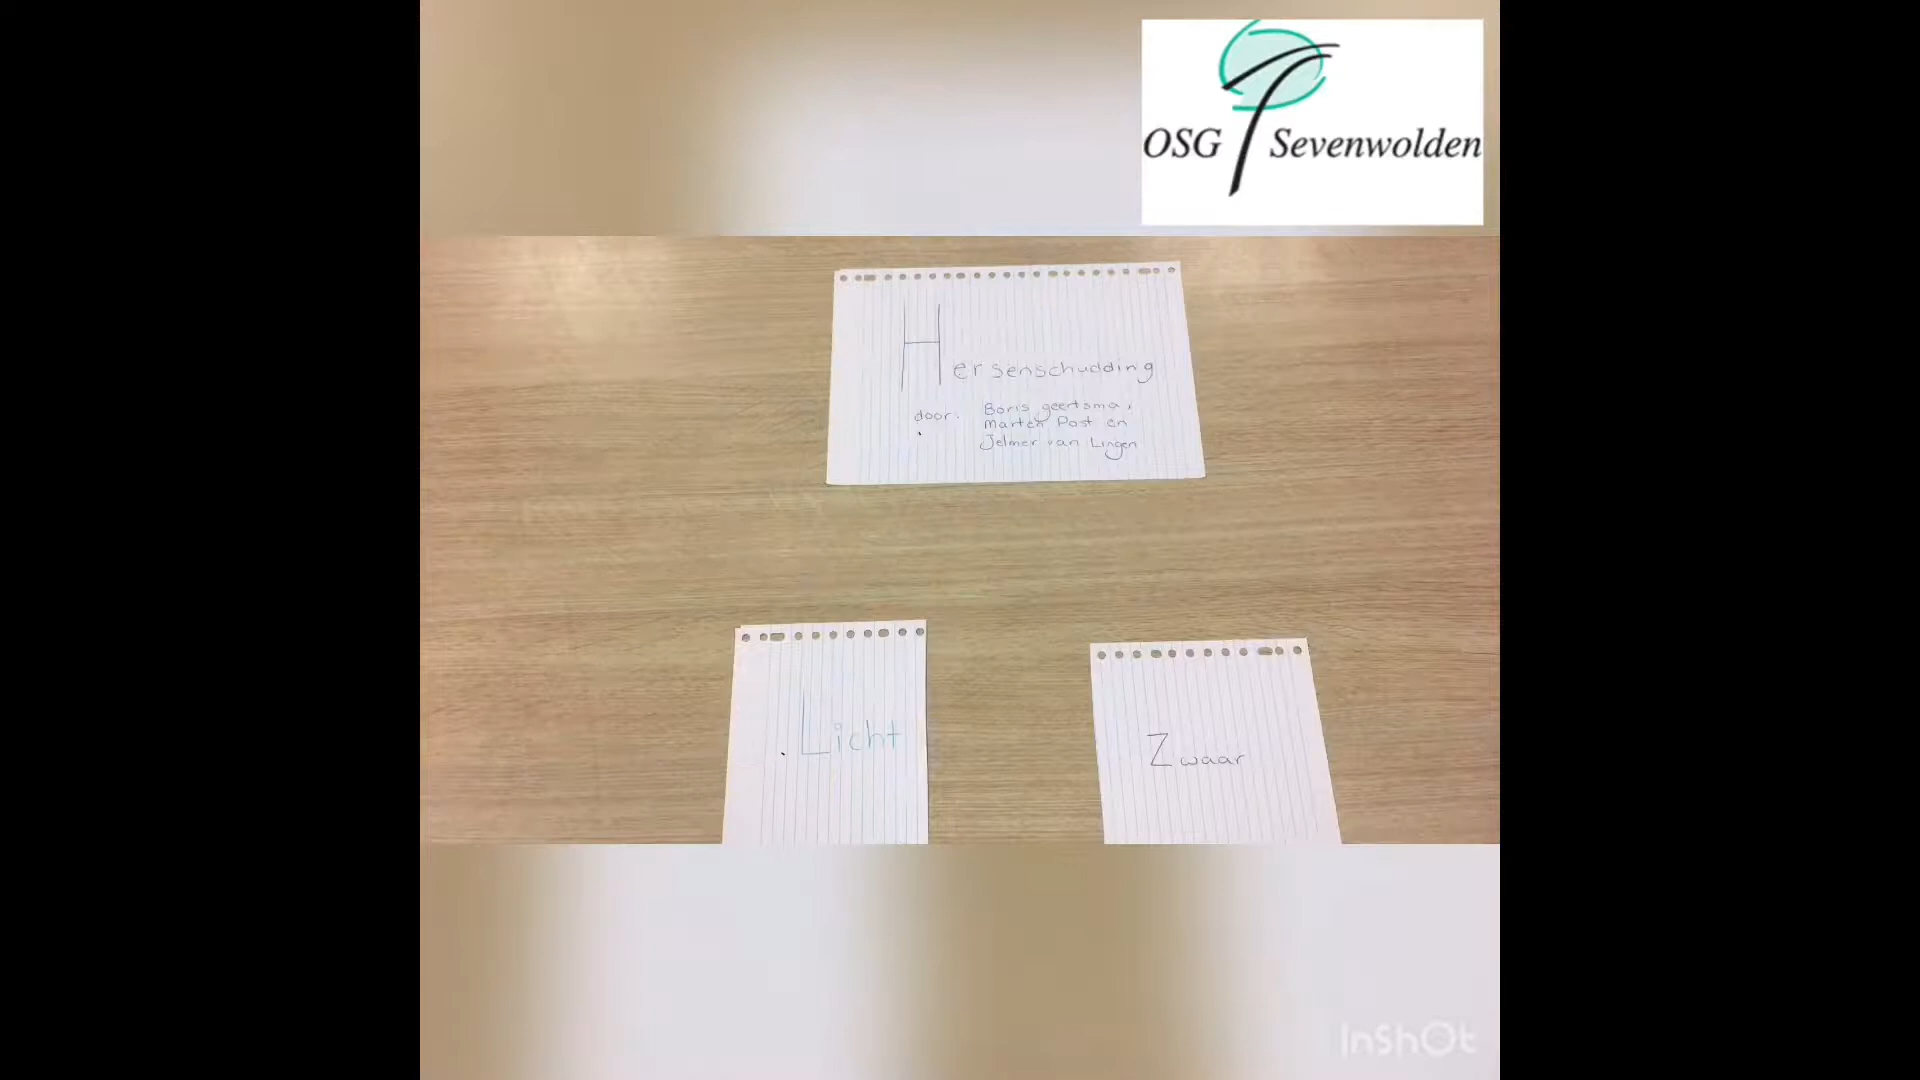 OSG Sevenwolden
Hersenschudding
door: Boris geertsma,
Marten Post en
Jelmer van Lingen
Licht
Zwaar
InShOt